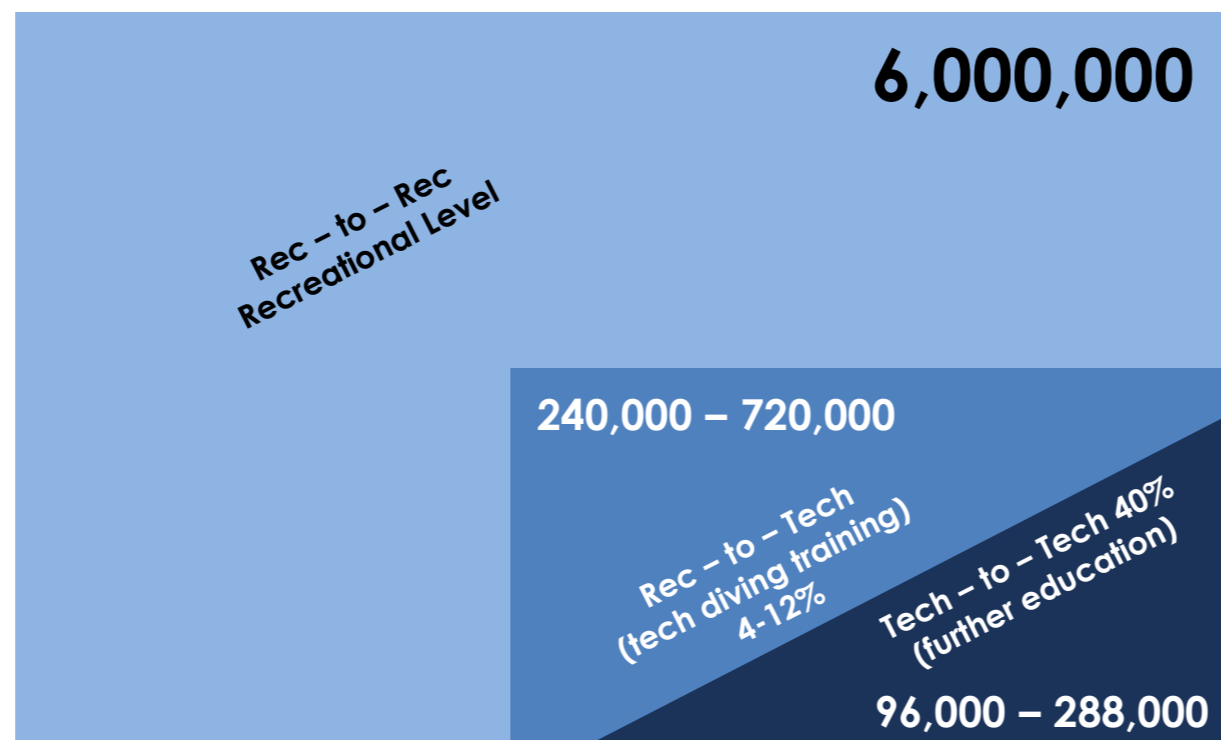 6,000,000
Rec – to – Rec
Recreational Level
240,000 – 720,000
Rec – to – Tech
(tech diving training)
4-12%
Tech – to – Tech 40%
(further education)
96,000 – 288,000